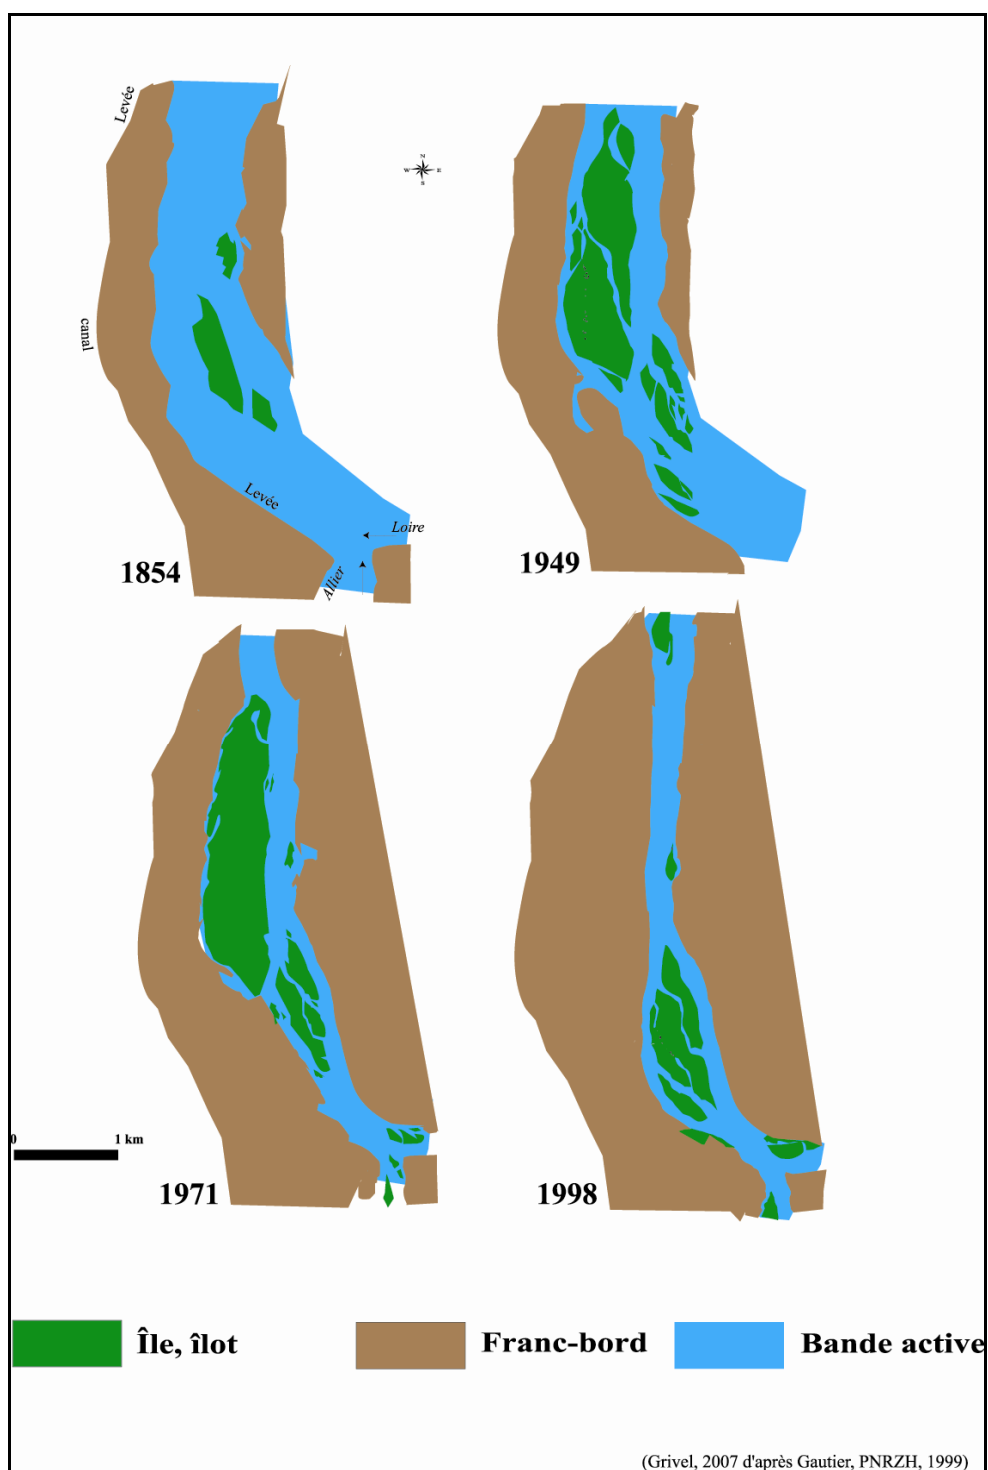 Levée
N
W E
S
canal
Levée
Loire
Allier
1854
1949
0 1 km
1971
1998
Île, îlot
Franc-bord
Bande active
(Grivel, 2007 d'après Gautier, PNRZH, 1999)